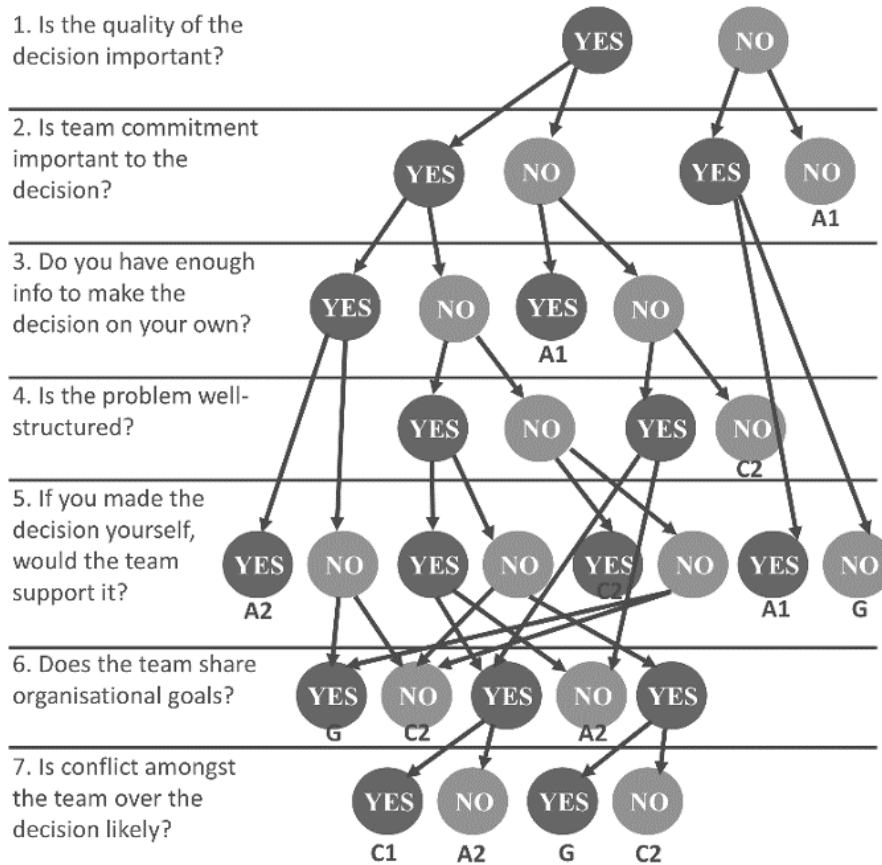 1. Is the quality of the
decision important?
YES NO
2. Is team commitment
important to the
decision?
YES NO YES NO
A1
3. Do you have enough
info to make the
decision on your own?
YES NO YES NO
A1
4. Is the problem well-
structured?
YES NO YES NO
C2
5. If you made the
decision yourself,
would the team
support it?
YES NO YES NO YES NO YES NO
A2 C2 A1 G
6. Does the team share
organisational goals?
YES NO YES NO YES
G C2 A2
7. Is conflict amongst
the team over the
decision likely?
YES NO YES NO
C1 A2 G C2